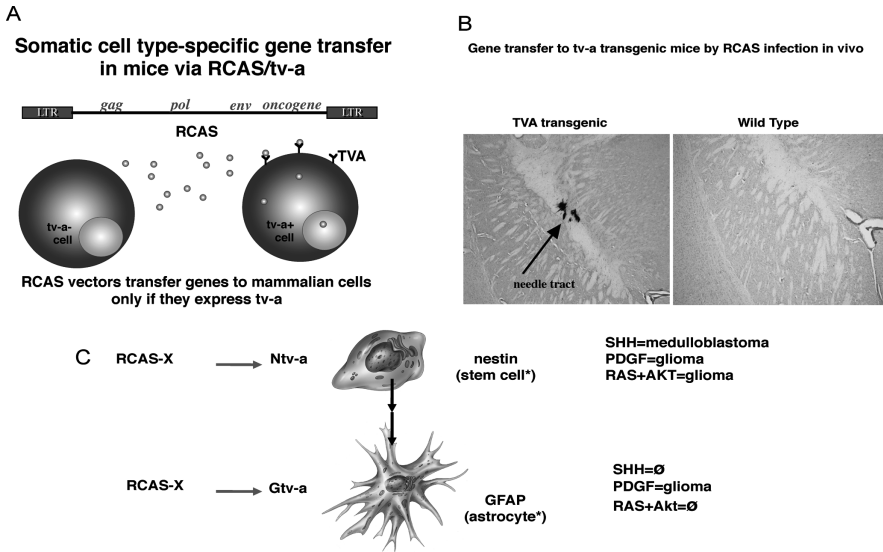 A
Somatic cell type-specific gene transfer
in mice via RCAS/tv-a
LTR gag pol env oncogene LTR
RCAS
TVA
tv-a-
cell
tv-a+
cell
RCAS vectors transfer genes to mammalian cells
only if they express tv-a
B
Gene transfer to tv-a transgenic mice by RCAS infection in vivo
TVA transgenic
Wild Type
needle tract
C
RCAS-X
Ntv-a
nestin
(stem cell*)
SHH=medulloblastoma
PDGF=glioma
RAS+AKT=glioma
RCAS-X
Gtv-a
GFAP
(astrocyte*)
SHH=Ø
PDGF=glioma
RAS+Akt=Ø